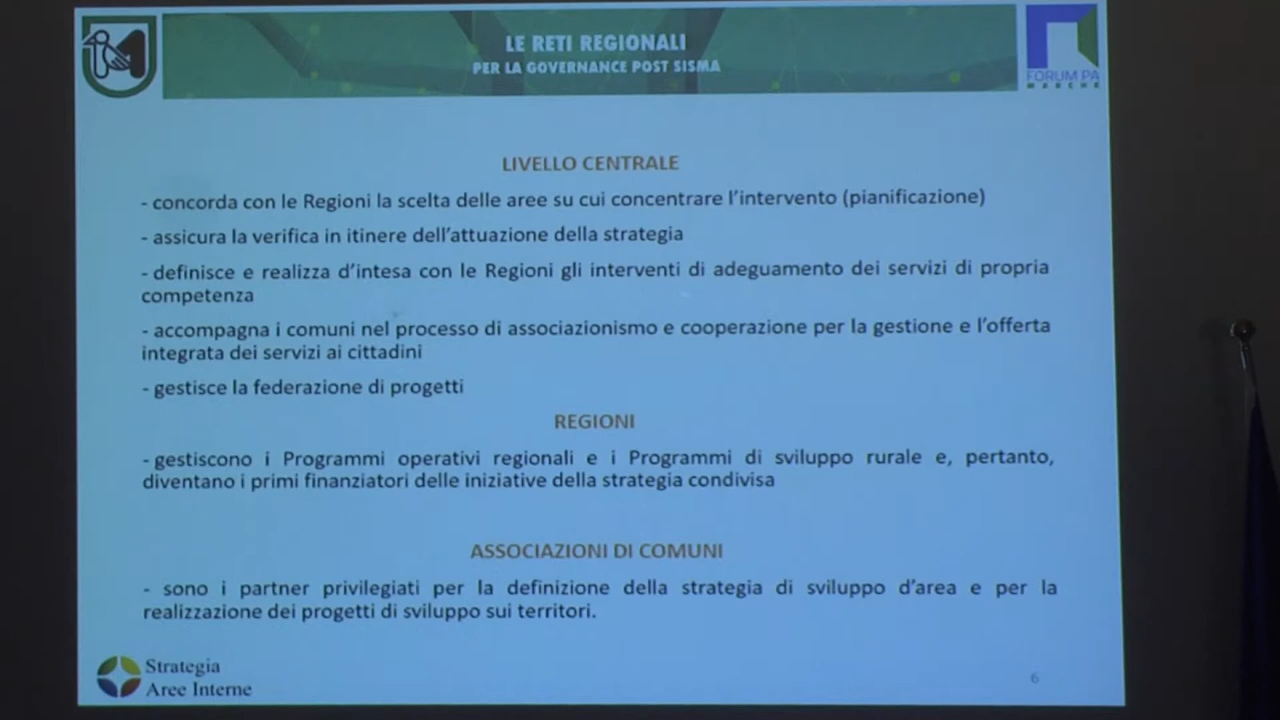 LE RETI REGIONALI
PER LA GOVERNANCE POST SISMA
FORUM PA
MARCHE
LIVELLO CENTRALE
- concorda con le Regioni la scelta delle aree su cui concentrare l'intervento (pianificazione)
- assicura la verifica in itinere dell'attuazione della strategia
- definisce e realizza d'intesa con le Regioni gli interventi di adeguamento dei servizi di propria
competenza
- accompagna i comuni nel processo di associazionismo e cooperazione per la gestione e l'offerta
integrata dei servizi ai cittadini
- gestisce la federazione di progetti
REGIONI
- gestiscono i Programmi operativi regionali e i Programmi di sviluppo rurale e, pertanto,
diventano i primi finanziatori delle iniziative della strategia condivisa
ASSOCIAZIONI DI COMUNI
- sono i partner privilegiati per la definizione della strategia di sviluppo d'area e per la
realizzazione dei progetti di sviluppo sui territori.
Strategia
Aree Interne
6